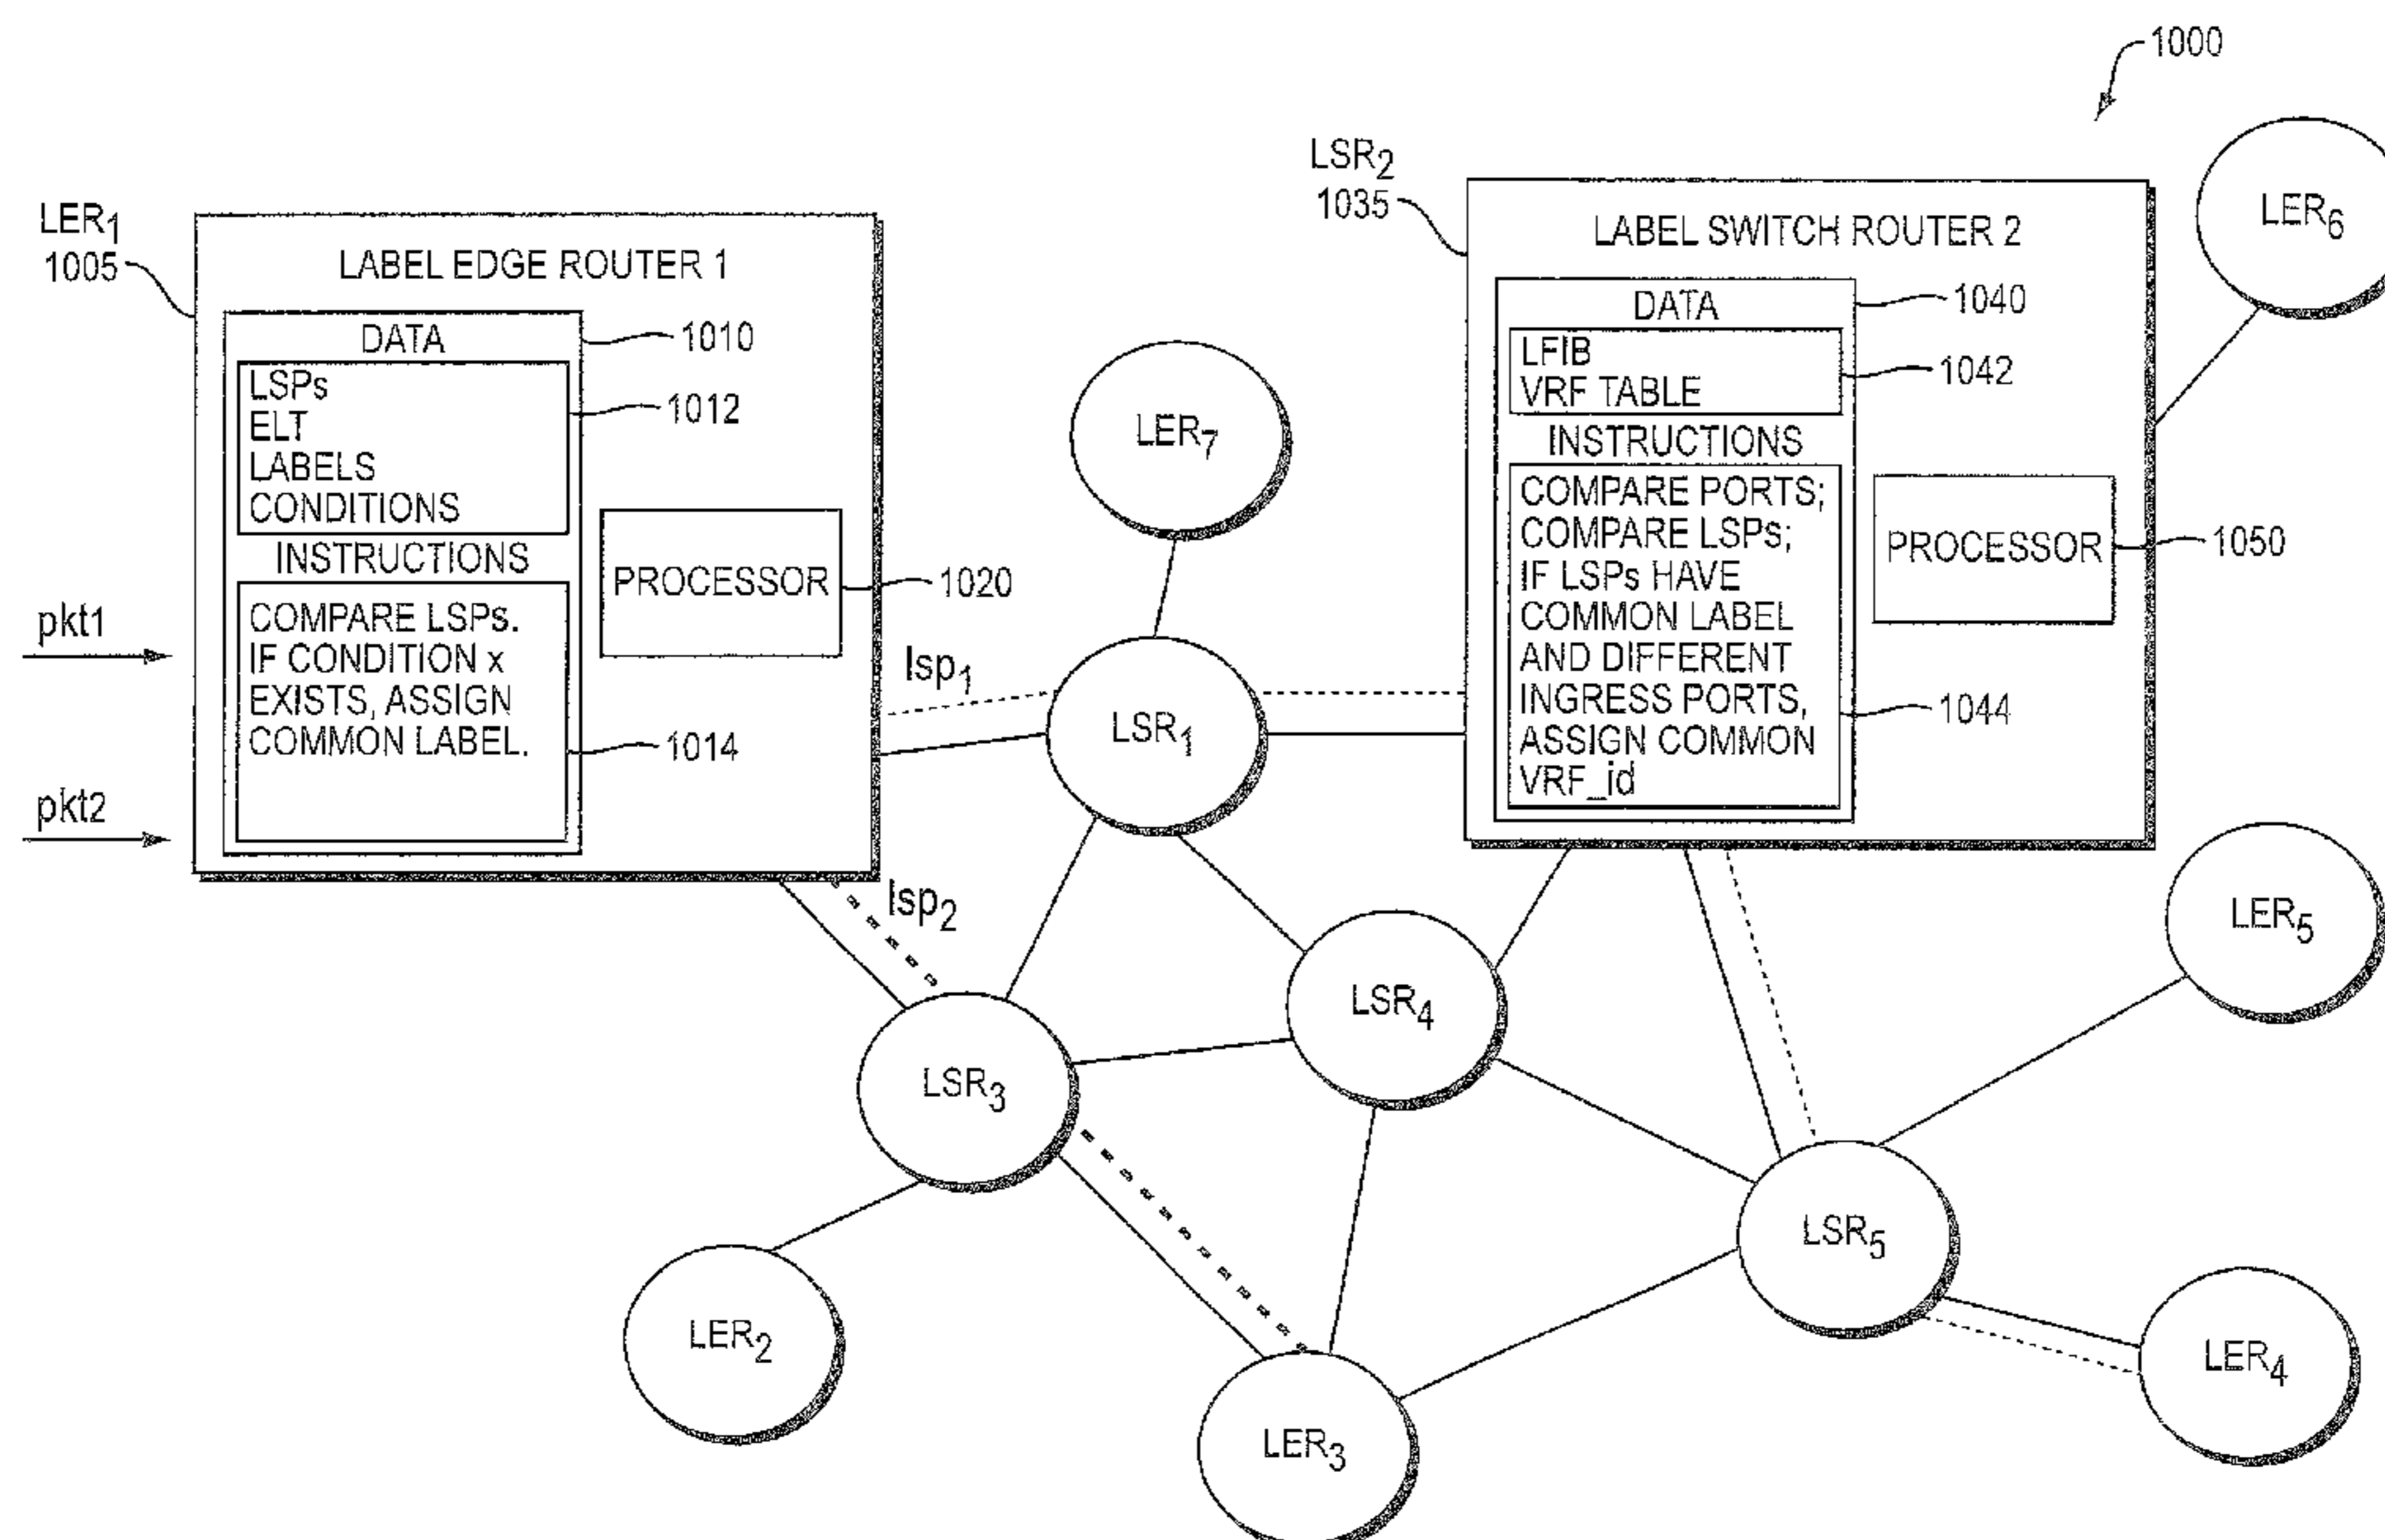 1000
LER1
1005
LABEL EDGE ROUTER 1
DATA
1010
LSPs
ELT
LABELS
CONDITIONS
1012
INSTRUCTIONS
COMPARE LSPs.
IF CONDITION x
EXISTS, ASSIGN
COMMON LABEL.
1014
PROCESSOR
1020
pkt1
pkt2
lsp1
lsp2
LSR2
1035
LABEL SWITCH ROUTER 2
DATA
1040
LFIB
VRF TABLE
1042
INSTRUCTIONS
COMPARE PORTS;
COMPARE LSPs;
IF LSPs HAVE
COMMON LABEL
AND DIFFERENT
INGRESS PORTS,
ASSIGN COMMON
VRF_id
1044
PROCESSOR
1050
LER6
LER7
LSR1
LER5
LSR4
LSR3
LSR5
LER2
LER4
LER3